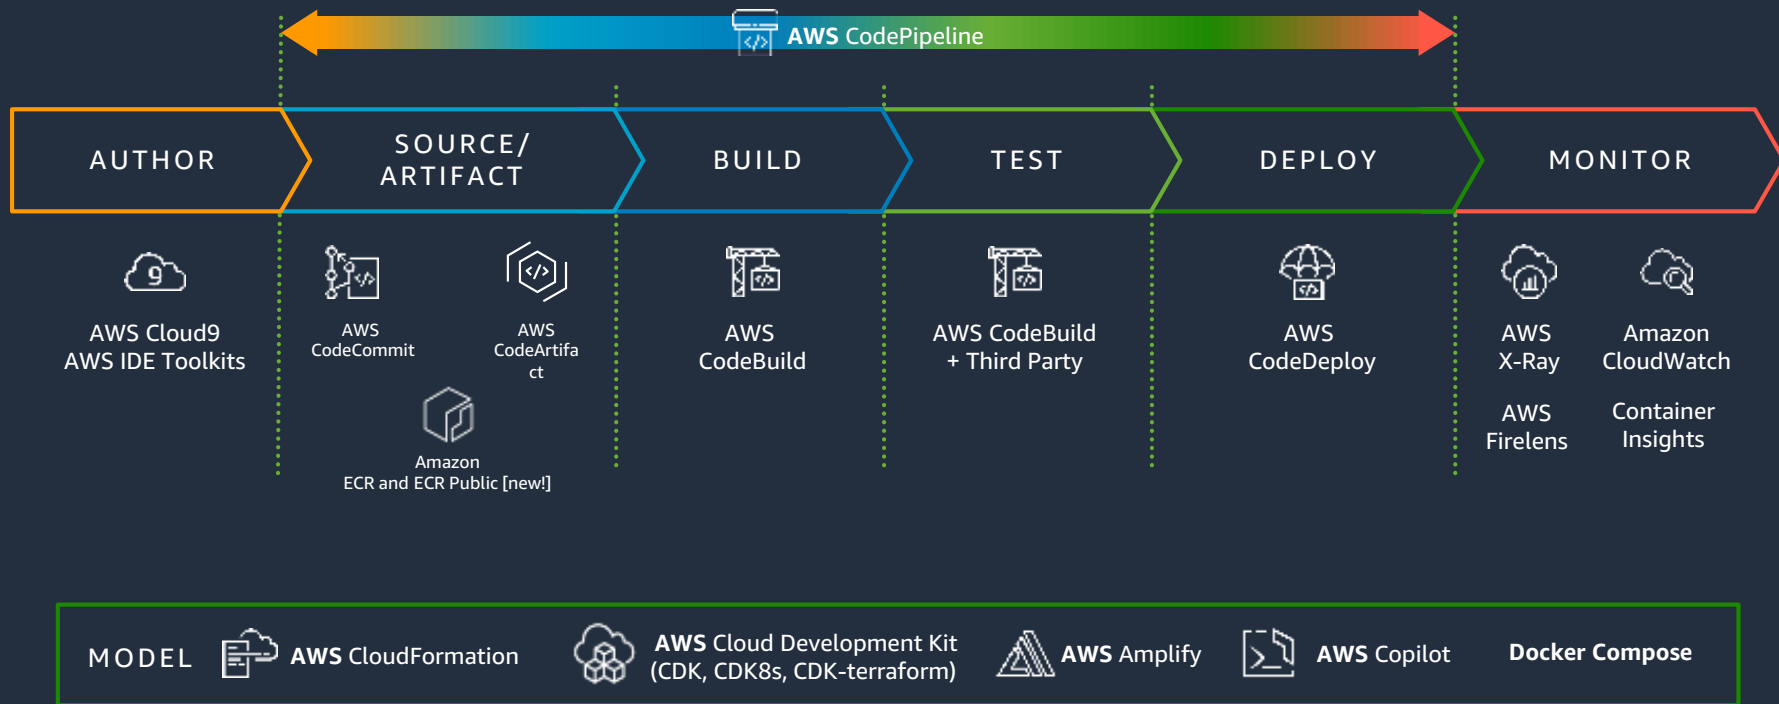 AWS CodePipeline
AUTHOR
SOURCE/
ARTIFACT
BUILD
TEST
DEPLOY
MONITOR
9
AWS Cloud9
AWS IDE Toolkits
AWS
CodeCommit
AWS
CodeArtifa
ct
Amazon
ECR and ECR Public [new!]
AWS
CodeBuild
AWS CodeBuild
+ Third Party
AWS
CodeDeploy
AWS
X-Ray
Amazon
CloudWatch
AWS
Firelens
Container
Insights
MODEL
AWS CloudFormation
AWS Cloud Development Kit
(CDK, CDK8s, CDK-terraform)
AWS Amplify
AWS Copilot
Docker Compose